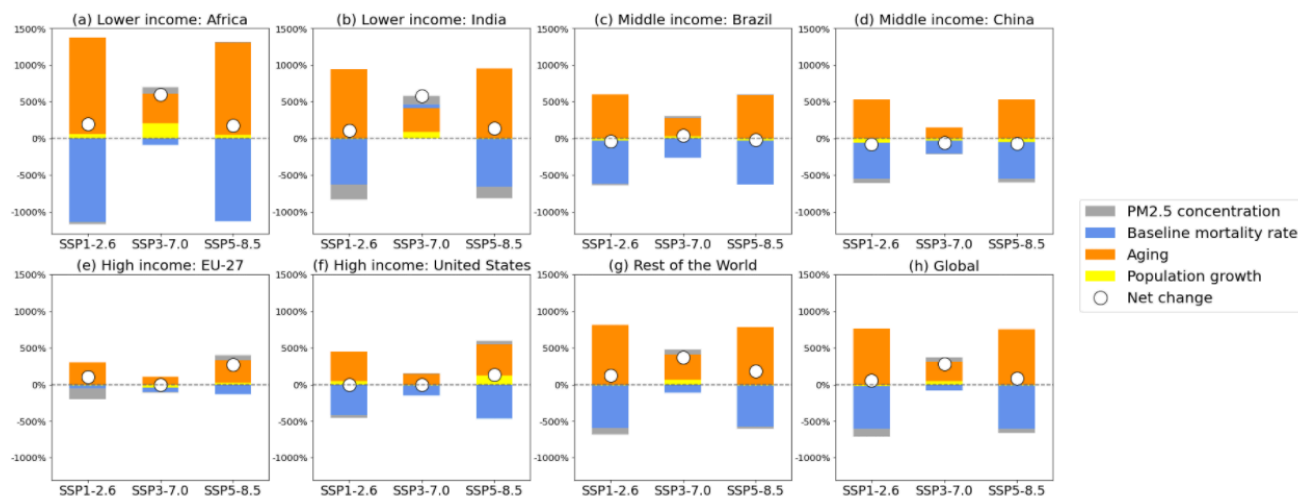 (a) Lower income: Africa
(b) Lower income: India
(c) Middle income: Brazil
(d) Middle income: China
1500%
1000%
500%
0%
-500%
-1000%
SSP1-2.6 SSP3-7.0 SSP5-8.5
1500%
1000%
500%
0%
-500%
-1000%
SSP1-2.6 SSP3-7.0 SSP5-8.5
1500%
1000%
500%
0%
-500%
-1000%
SSP1-2.6 SSP3-7.0 SSP5-8.5
1500%
1000%
500%
0%
-500%
-1000%
SSP1-2.6 SSP3-7.0 SSP5-8.5
(e) High income: EU-27
(f) High income: United States
(g) Rest of the World
(h) Global
1500%
1000%
500%
0%
-500%
-1000%
SSP1-2.6 SSP3-7.0 SSP5-8.5
1500%
1000%
500%
0%
-500%
-1000%
SSP1-2.6 SSP3-7.0 SSP5-8.5
1500%
1000%
500%
0%
-500%
-1000%
SSP1-2.6 SSP3-7.0 SSP5-8.5
1500%
1000%
500%
0%
-500%
-1000%
SSP1-2.6 SSP3-7.0 SSP5-8.5
PM2.5 concentration
Baseline mortality rate
Aging
Population growth
Net change